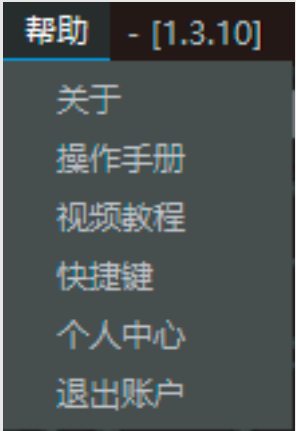 帮助 - [1.3.10]
关于
操作手册
视频教程
快捷键
个人中心
退出账户